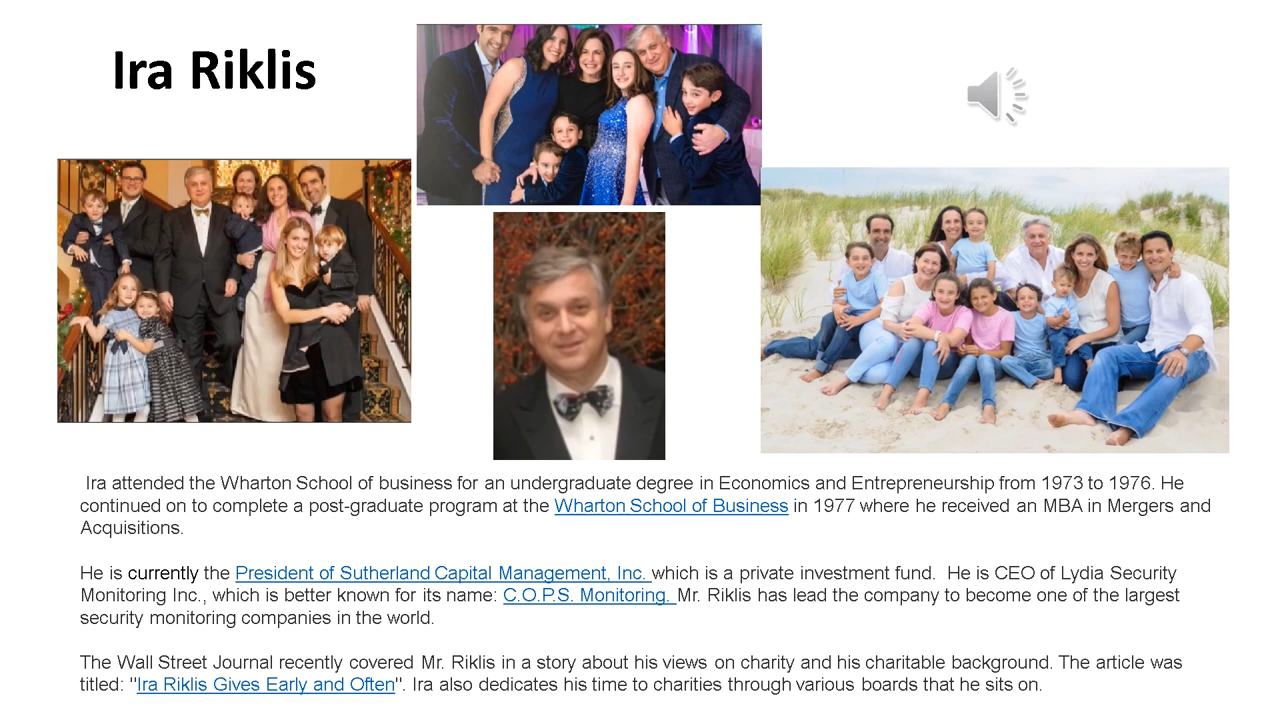 Ira Riklis
Ira attended the Wharton School of business for an undergraduate degree in Economics and Entrepreneurship from 1973 to 1976. He
continued on to complete a post-graduate program at the Wharton School of Business in 1977 where he received an MBA in Mergers and
Acquisitions.
He is currently the President of Sutherland Capital Management, Inc. which is a private investment fund. He is CEO of Lydia Security
Monitoring Inc., which is better known for its name: C.O.P.S. Monitoring. Mr. Riklis has lead the company to become one of the largest
security monitoring companies in the world.
The Wall Street Journal recently covered Mr. Riklis in a story about his views on charity and his charitable background. The article was
titled: "Ira Riklis Gives Early and Often". Ira also dedicates his time to charities through various boards that he sits on.